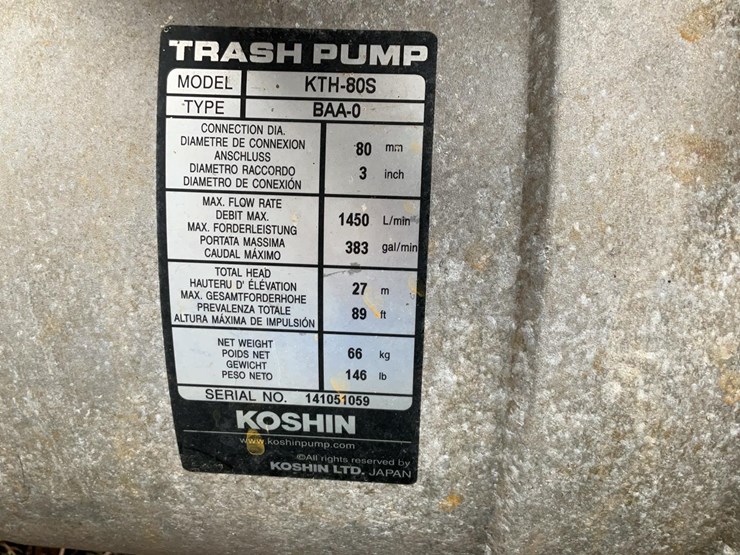 TRASH PUMP
MODEL KTH-80S
TYPE BAA-0
CONNECTION DIA.
DIAMETRE DE CONNEXION
ANSCHLUSS
DIAMETRO RACCORDO
DIAMETRO DE CONEXIÓN
80 mm
3 inch
MAX. FLOW RATE
DEBIT MAX.
MAX. FORDERLEISTUNG
PORTATA MASSIMA
CAUDAL MÁXIMO
1450 L/min
383 gal/min
TOTAL HEAD
HAUTERU D' ÉLÉVATION
MAX. GESAMTFORDERHOHE
PREVALENZA TOTALE
ALTURA MÁXIMA DE IMPULSIÓN
27 m
89 ft
NET WEIGHT
POIDS NET
GEWICHT
PESO NETO
66 kg
146 lb
SERIAL NO. 141051059
KOSHIN
www.koshinpump.com
©All rights reserved by
KOSHIN LTD. JAPAN